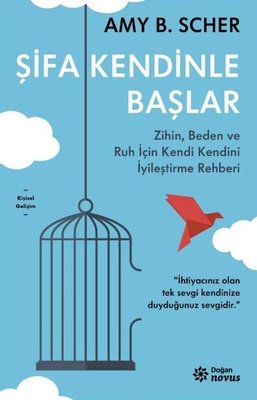 AMY B. SCHER
ŞİFA KENDİNLE
BAŞLAR
Zihin, Beden ve
Ruh İçin Kendi Kendini
İyileştirme Rehberi
Kişisel
Gelişim
"İhtiyacınız olan
tek sevgi kendinize
duyduğunuz sevgidir."
Doğan
novus